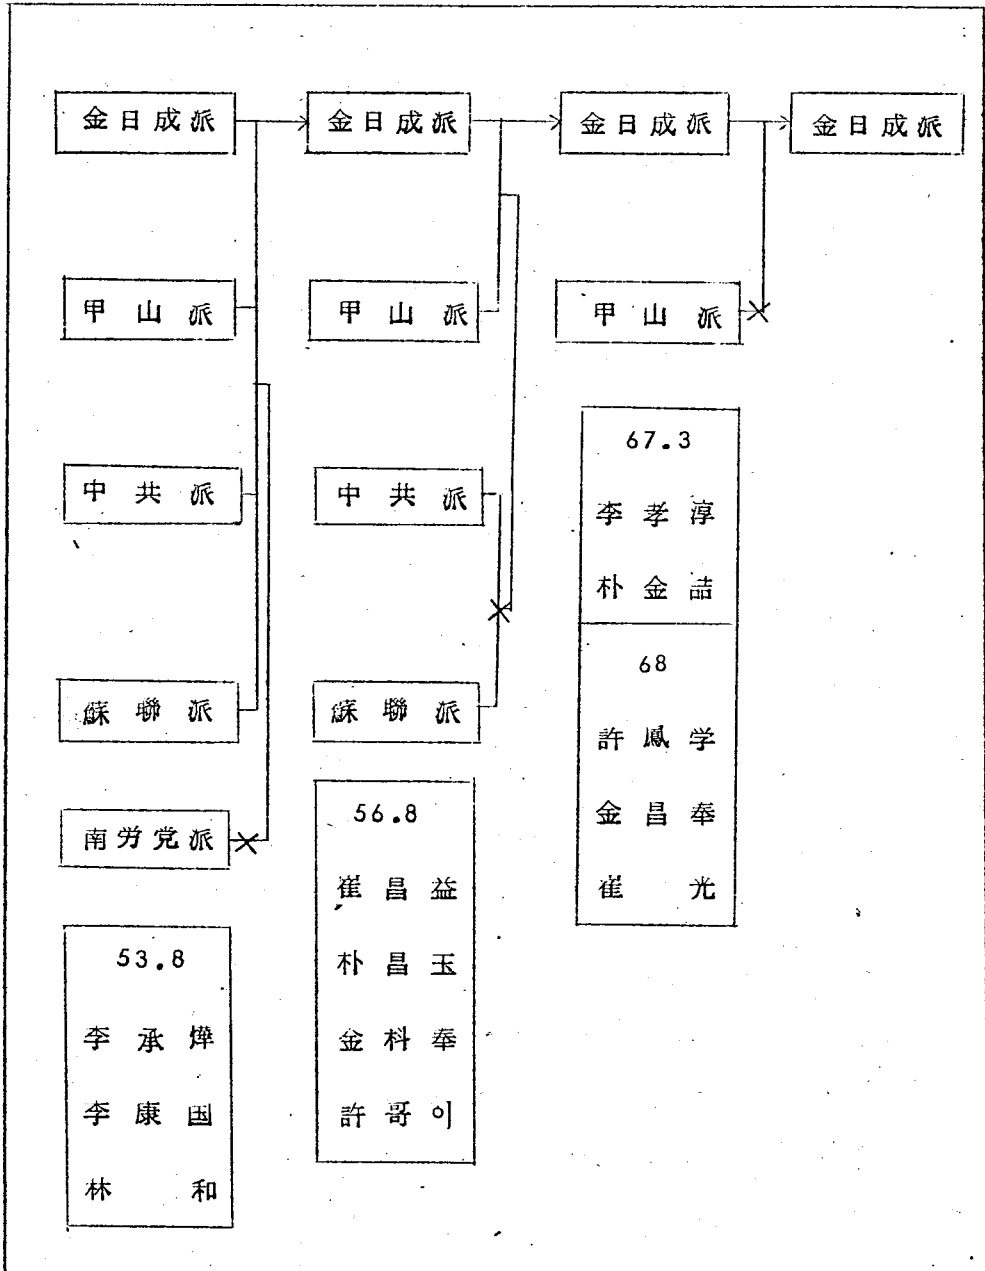 金日成派
金日成派
金日成派
金日成派
甲山派
甲山派
甲山派
中共派
中共派
蘇聯派
蘇聯派
南労党派
53.8
李承燁
李康国
林和
56.8
崔昌益
朴昌玉
金科奉
許哥이
67.3
李孝淳
朴金喆
68
許鳳学
金昌奉
崔光